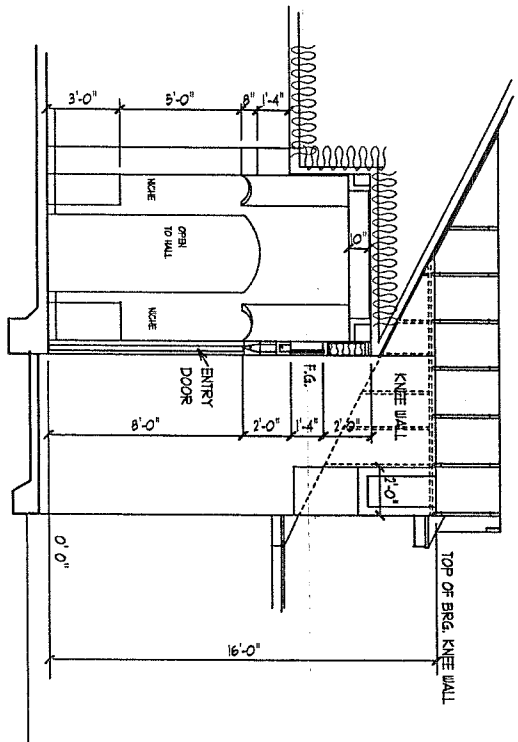 3'-0"
5'-0"
8"
1'-4"
NICHE
OPEN
TO HALL
NICHE
10"
ENTRY
DOOR
F.G.
KNEE WALL
8'-0"
2'-0"
1'-4"
2'-0"
2'-0"
0' 0"
16'-0"
TOP OF BRG. KNEE WALL